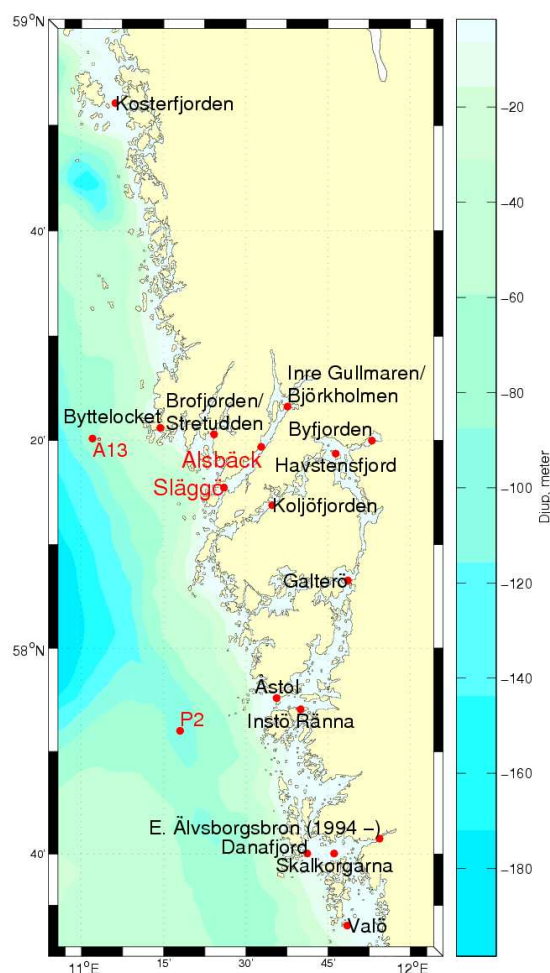 59°N
Kosterfjorden
40'
Inre Gullmaren/
Björkholmen
Brofjorden/
Stretudden
Byttelocket
Byfjorden
20'
A13
Alsbäck
Havstensfjord
Släggö
Koljöfjorden
Galterö
58°N
Åstol
Instö Ränna
P2
E. Älvsborgsbron (1994 –)
Danafjord
40'
Skalkorgarna
Valö
11°E
15'
30'
45'
12°E
−20
−40
−60
−80
−100
−120
−140
−160
−180
Djup, meter